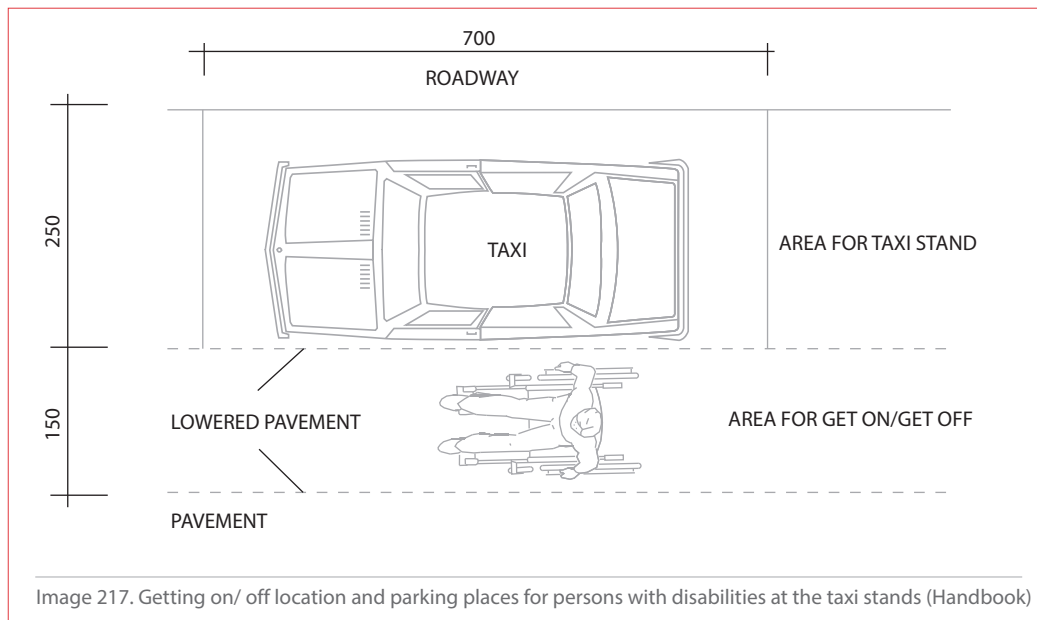 700
ROADWAY
250
TAXI
AREA FOR TAXI STAND
150
LOWERED PAVEMENT
AREA FOR GET ON/GET OFF
PAVEMENT
Image 217. Getting on/ off location and parking places for persons with disabilities at the taxi stands (Handbook)